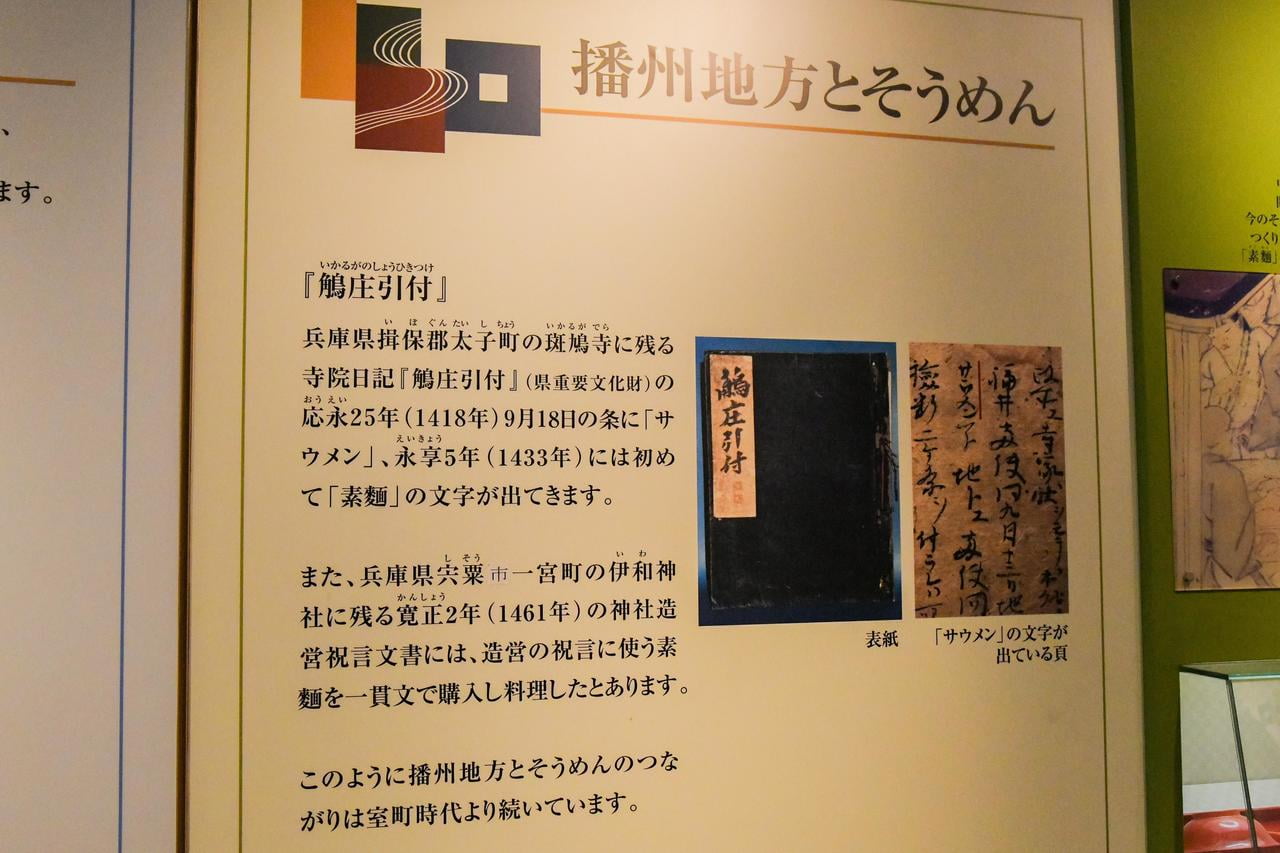 播州地方とそうめん
いかるがのしょうひきつけ
『鵤庄引付』
い ぼ ぐん たい し ちょう いかるが でら
兵庫県揖保郡太子町の斑鳩寺に残る
寺院日記『鵤庄引付』(県重要文化財)の
おう えい
応永25年(1418年)9月18日の条に「サ
えいきょう
ウメン」、永享5年(1433年)には初め
て「素麵」の文字が出てきます。
し そう い わ
また、兵庫県宍粟市一宮町の伊和神
かんしょう
社に残る寛正2年(1461年)の神社造
営祝言文書には、造営の祝言に使う素
麵を一貫文で購入し料理したとあります。
このように播州地方とそうめんのつな
がりは室町時代より続いています。
鵤庄引付
表紙
「サウメン」の文字が
出ている頁
、
ます。
今のそ
つくり
「素麵」